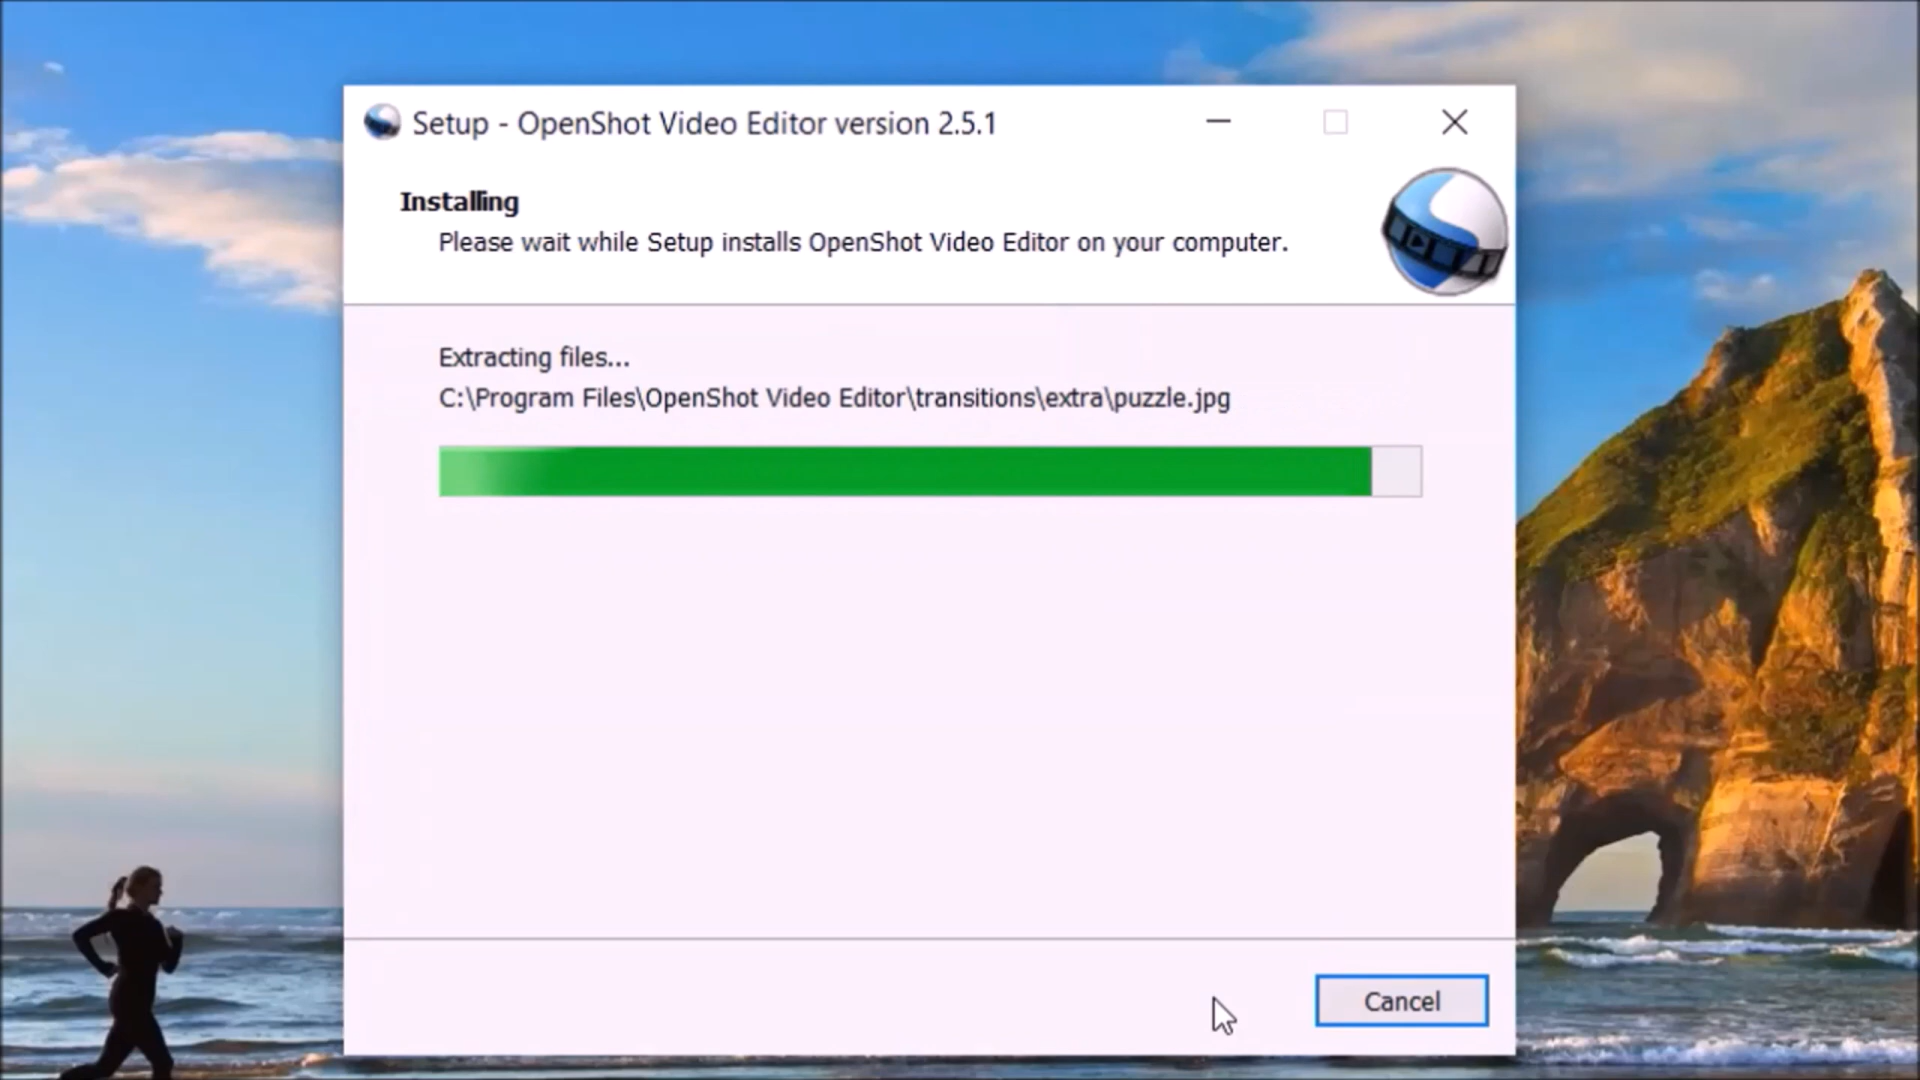 Setup - OpenShot Video Editor version 2.5.1
Installing
Please wait while Setup installs OpenShot Video Editor on your computer.
Extracting files...
C:\Program Files\OpenShot Video Editor\transitions\extra\puzzle.jpg
Cancel